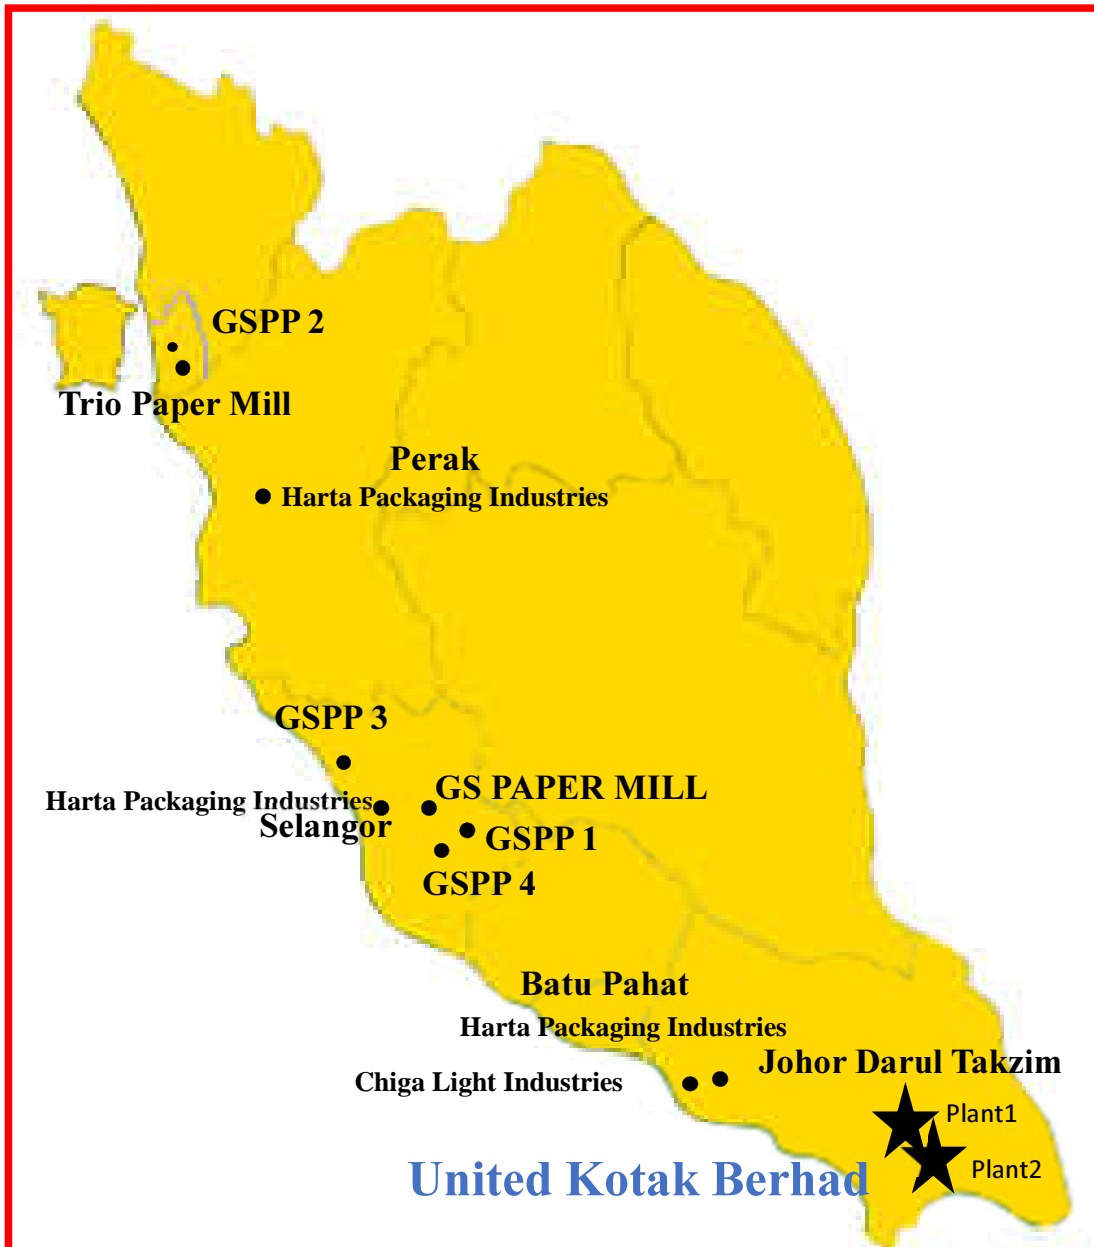 GSPP 2
Trio Paper Mill
Perak
Harta Packaging Industries
GSPP 3
Harta Packaging Industries
GS PAPER MILL
Selangor
GSPP 1
GSPP 4
Batu Pahat
Harta Packaging Industries
Johor Darul Takzim
Chiga Light Industries
Plant1
United Kotak Berhad
Plant2